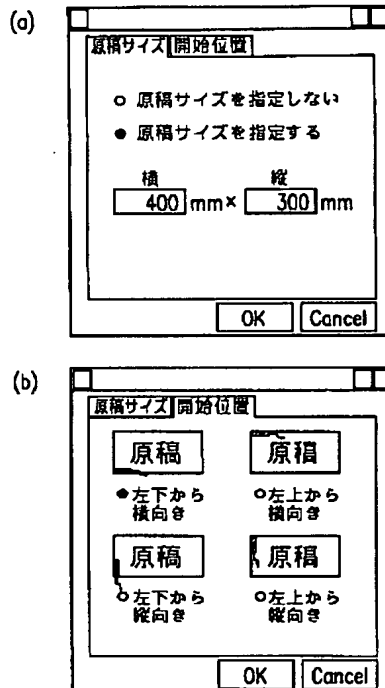 (a)
原稿サイズ 開始位置
○ 原稿サイズを指定しない
● 原稿サイズを指定する
横 縦
400 mm× 300 mm
OK Cancel
(b)
原稿サイズ 開始位置
原稿 原稿
●左下から ○左上から
横向き 横向き
原稿 原稿
○左下から ○左上から
縦向き 縦向き
OK Cancel